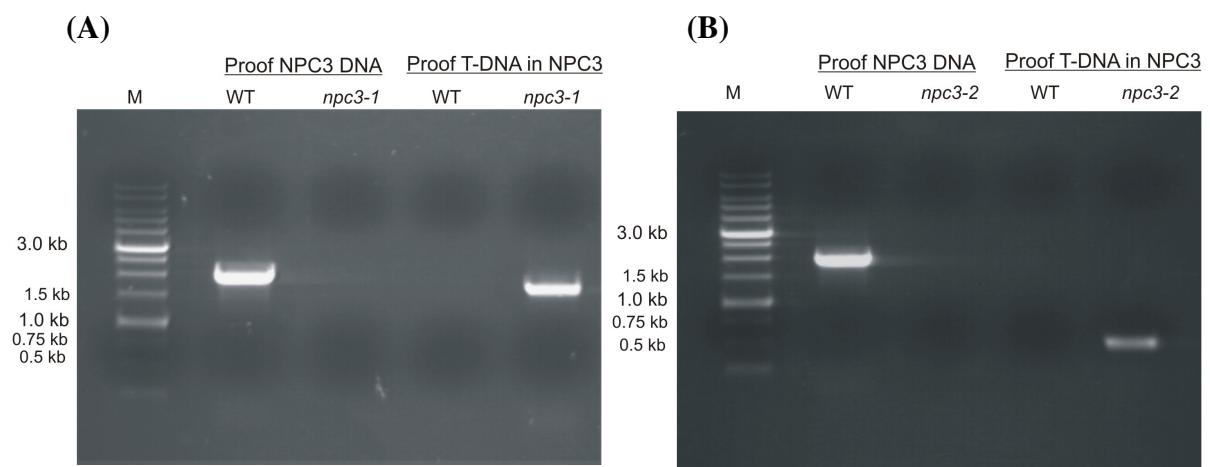 (A)
Proof NPC3 DNA
Proof T-DNA in NPC3
M
WT
npc3-1
WT
npc3-1
3.0 kb
1.5 kb
1.0 kb
0.75 kb
0.5 kb
(B)
Proof NPC3 DNA
Proof T-DNA in NPC3
M
WT
npc3-2
WT
npc3-2
3.0 kb
1.5 kb
1.0 kb
0.75 kb
0.5 kb